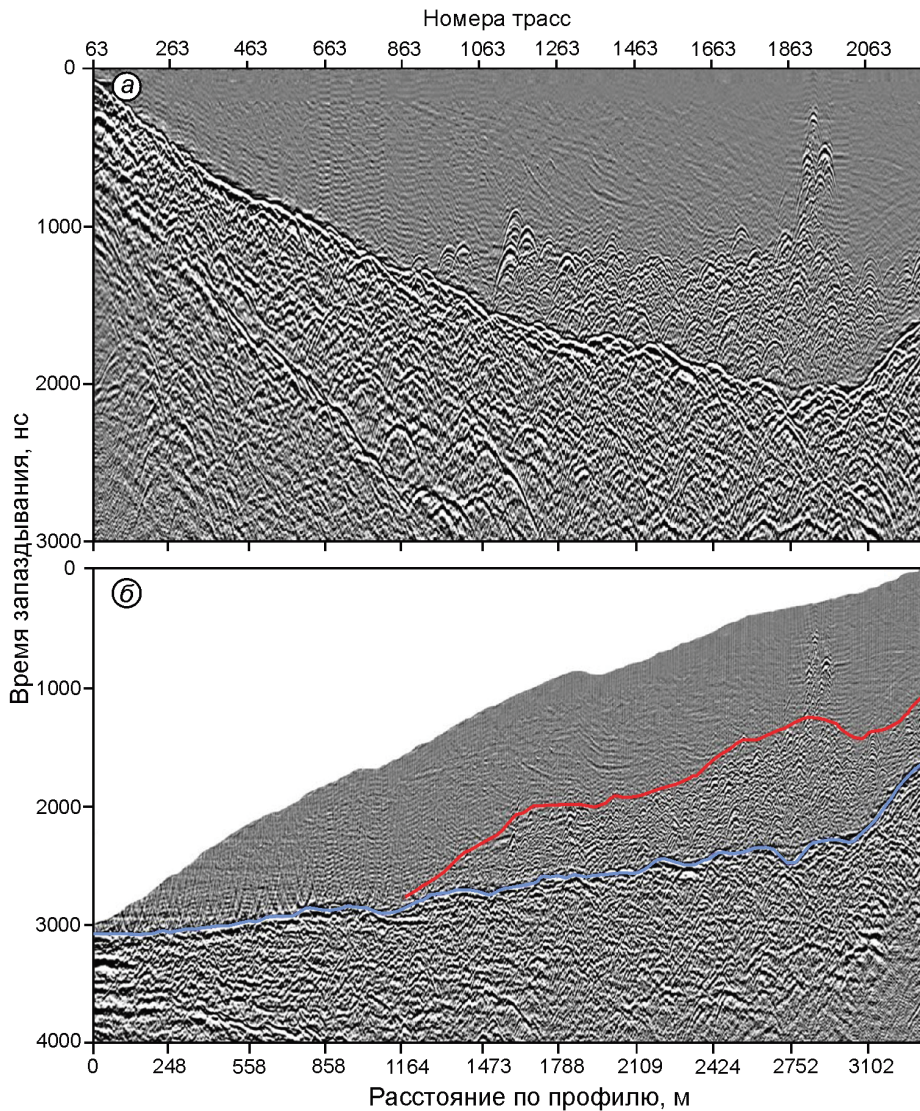 Номера трасс
63 263 463 663 863 1063 1263 1463 1663 1863 2063
0
а
1000
2000
3000
Время запаздывания, нс
0
б
1000
2000
3000
4000
0 248 558 858 1164 1473 1788 2109 2424 2752 3102
Расстояние по профилю, м